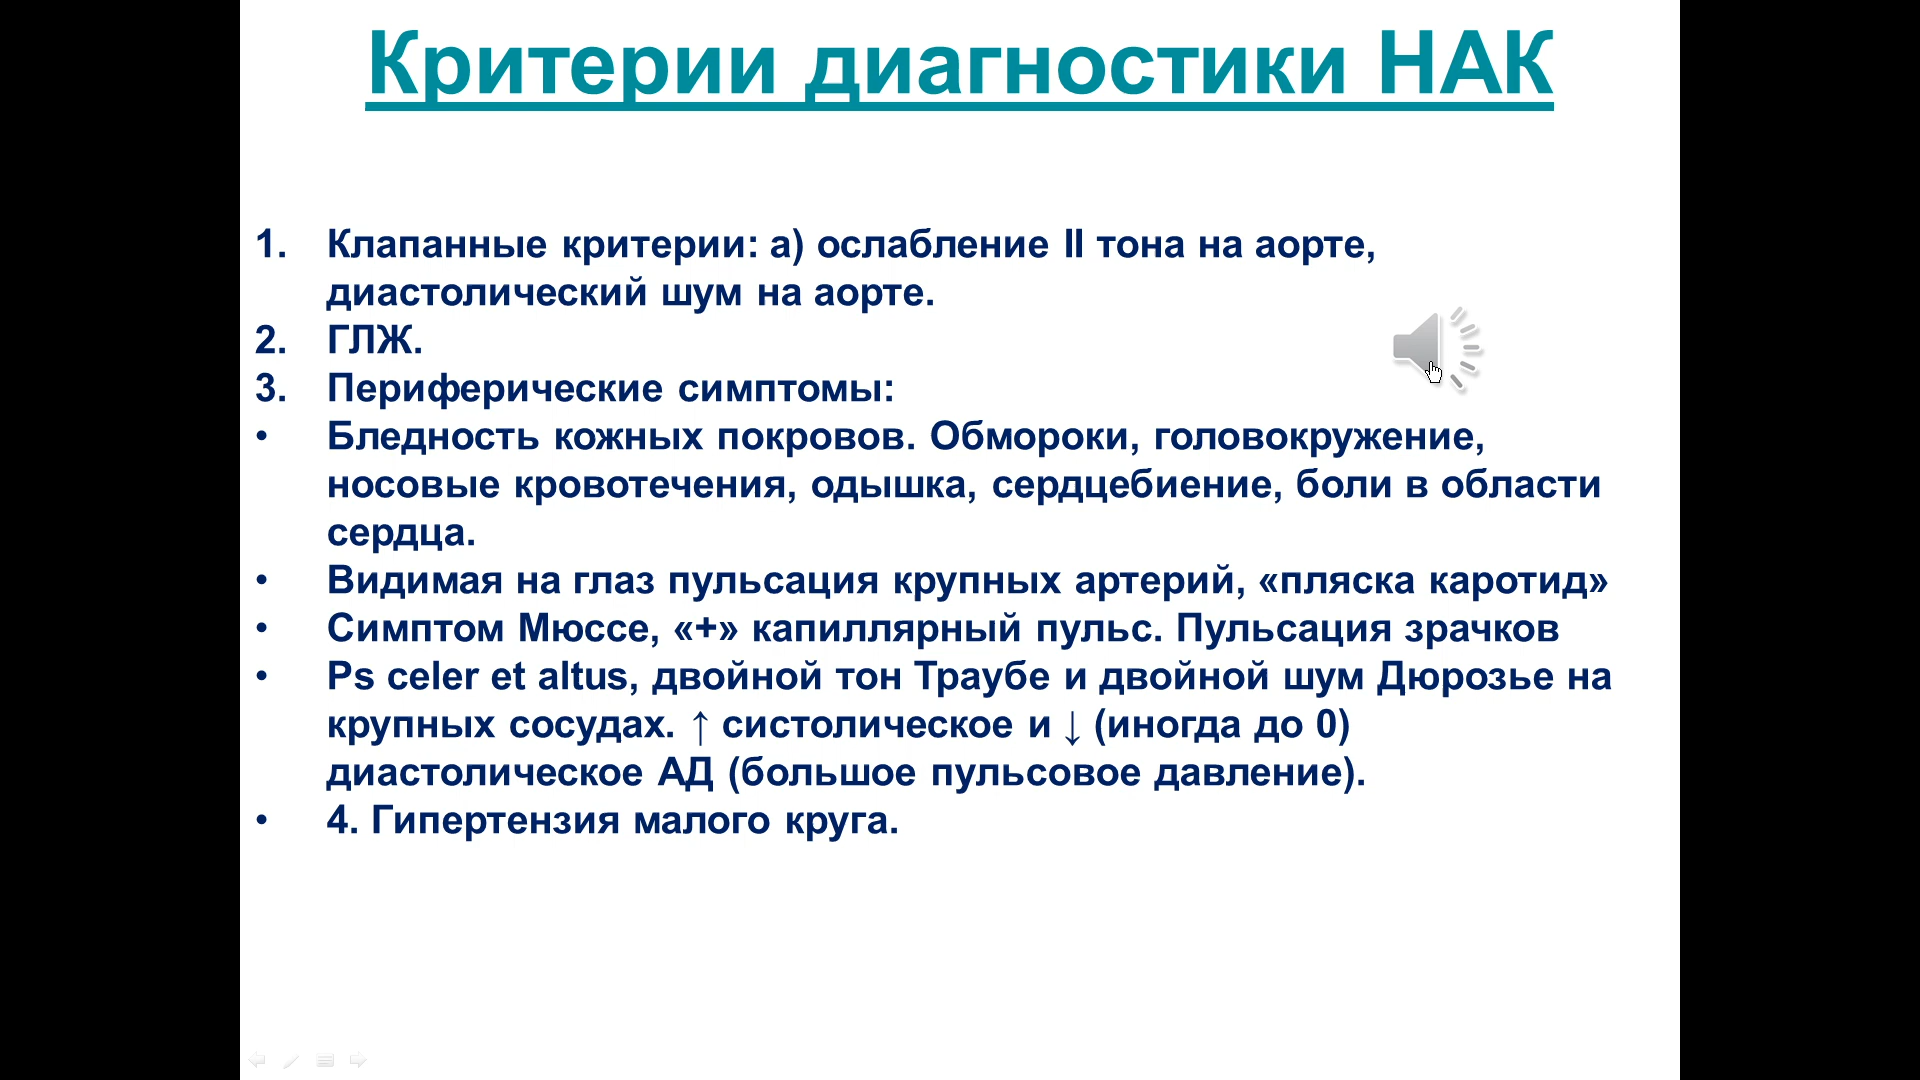 Критерии диагностики НАК
1. Клапанные критерии: а) ослабление II тона на аорте,
диастолический шум на аорте.
2. ГЛЖ.
3. Периферические симптомы:
• Бледность кожных покровов. Обмороки, головокружение,
носовые кровотечения, одышка, сердцебиение, боли в области
сердца.
• Видимая на глаз пульсация крупных артерий, «пляска каротид»
• Симптом Мюссе, «+» капиллярный пульс. Пульсация зрачков
• Ps celer et altus, двойной тон Траубе и двойной шум Дюрозье на
крупных сосудах. ↑ систолическое и ↓ (иногда до 0)
диастолическое АД (большое пульсовое давление).
• 4. Гипертензия малого круга.